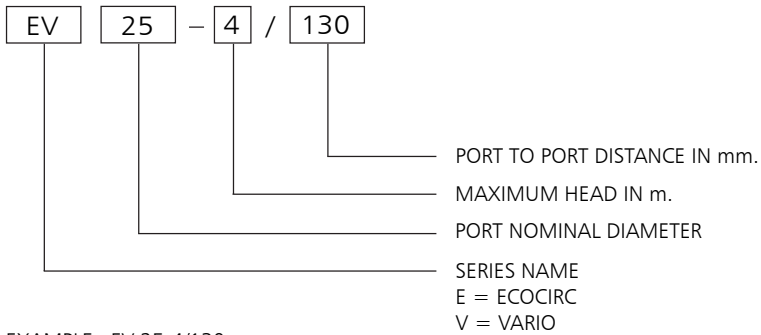 EV 25 – 4 / 130
PORT TO PORT DISTANCE IN mm.
MAXIMUM HEAD IN m.
PORT NOMINAL DIAMETER
SERIES NAME
E = ECOCIRC
V = VARIO